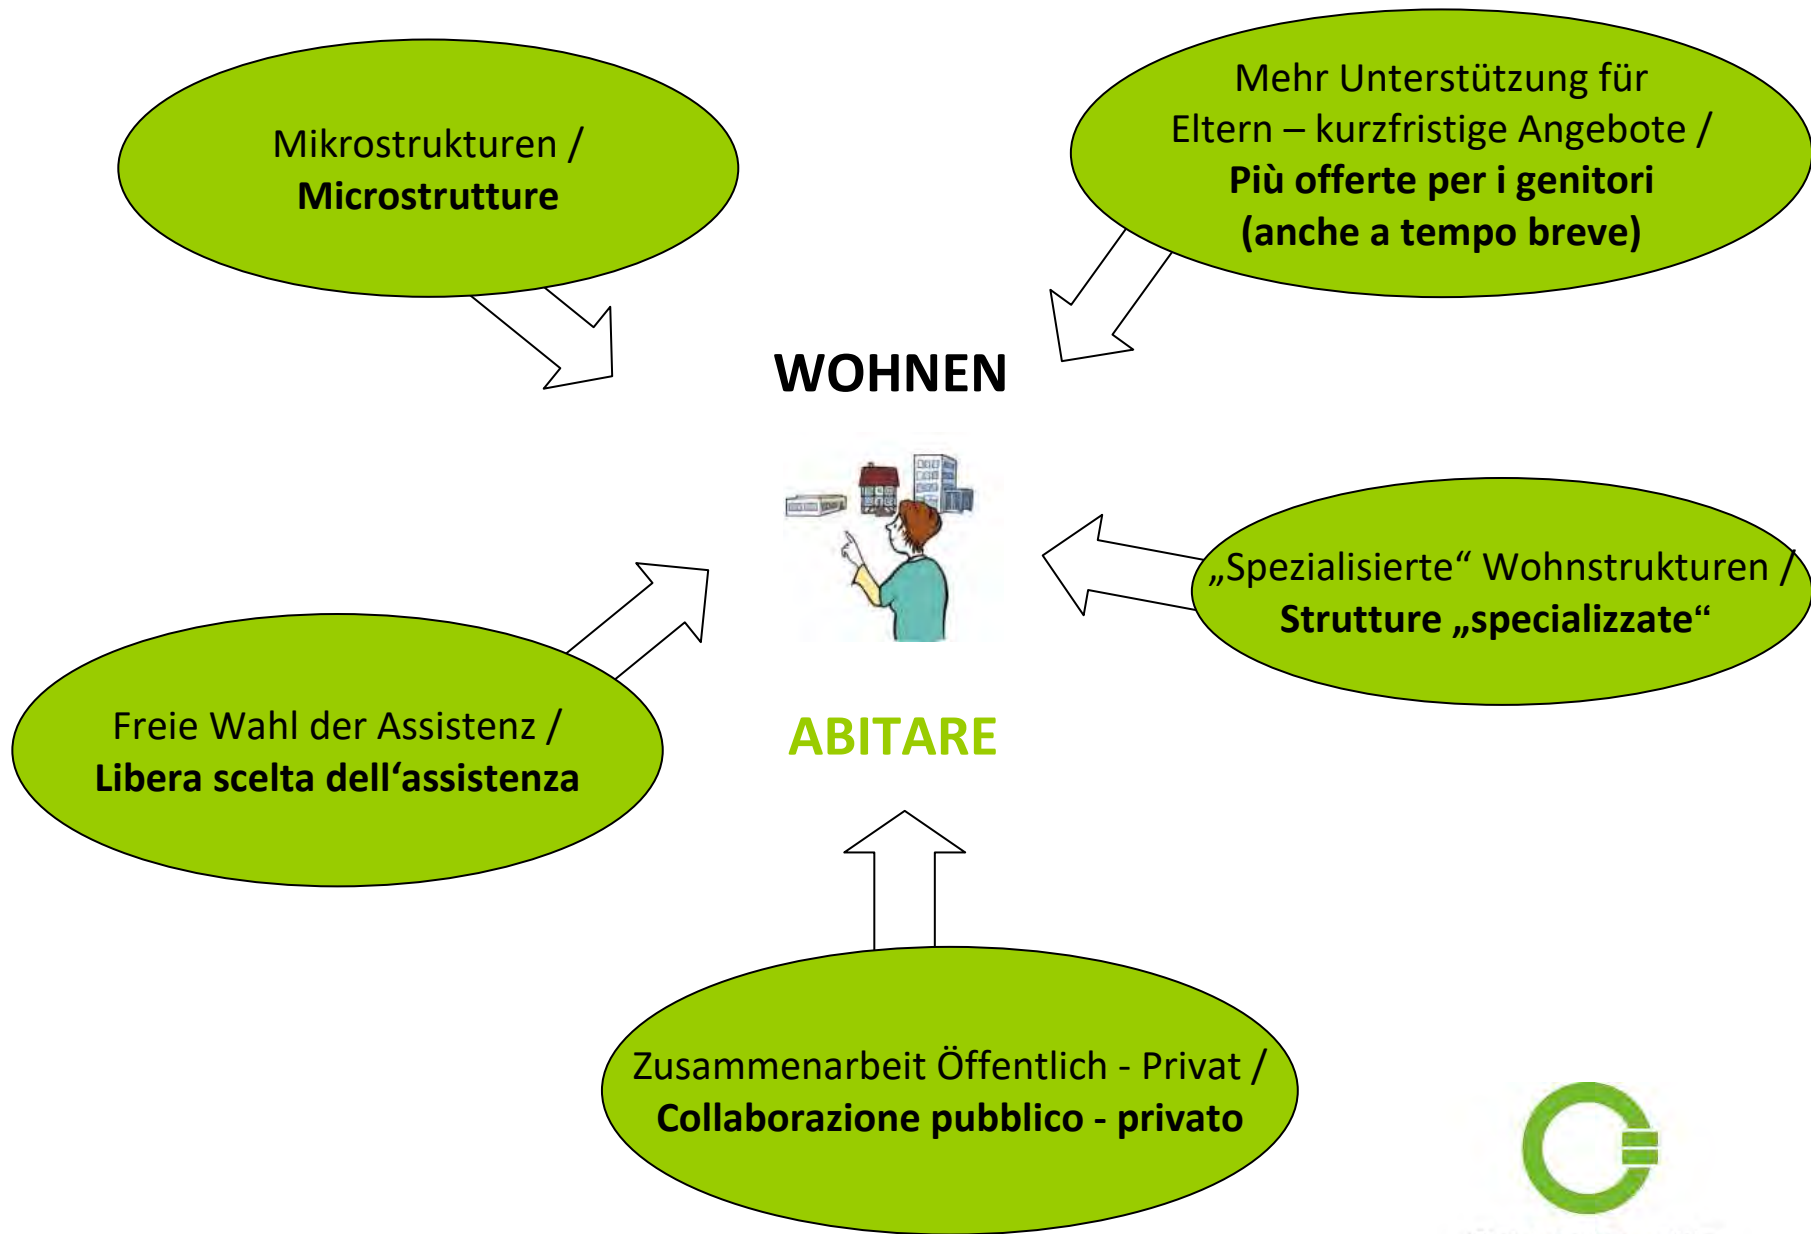 Mikrostrukturen /
Microstrutture
Mehr Unterstützung für
Eltern – kurzfristige Angebote /
Più offerte per i genitori
(anche a tempo breve)
WOHNEN
„Spezialisierte“ Wohnstrukturen /
Strutture „specializzate“
Freie Wahl der Assistenz /
Libera scelta dell‘assistenza
ABITARE
Zusammenarbeit Öffentlich - Privat /
Collaborazione pubblico - privato